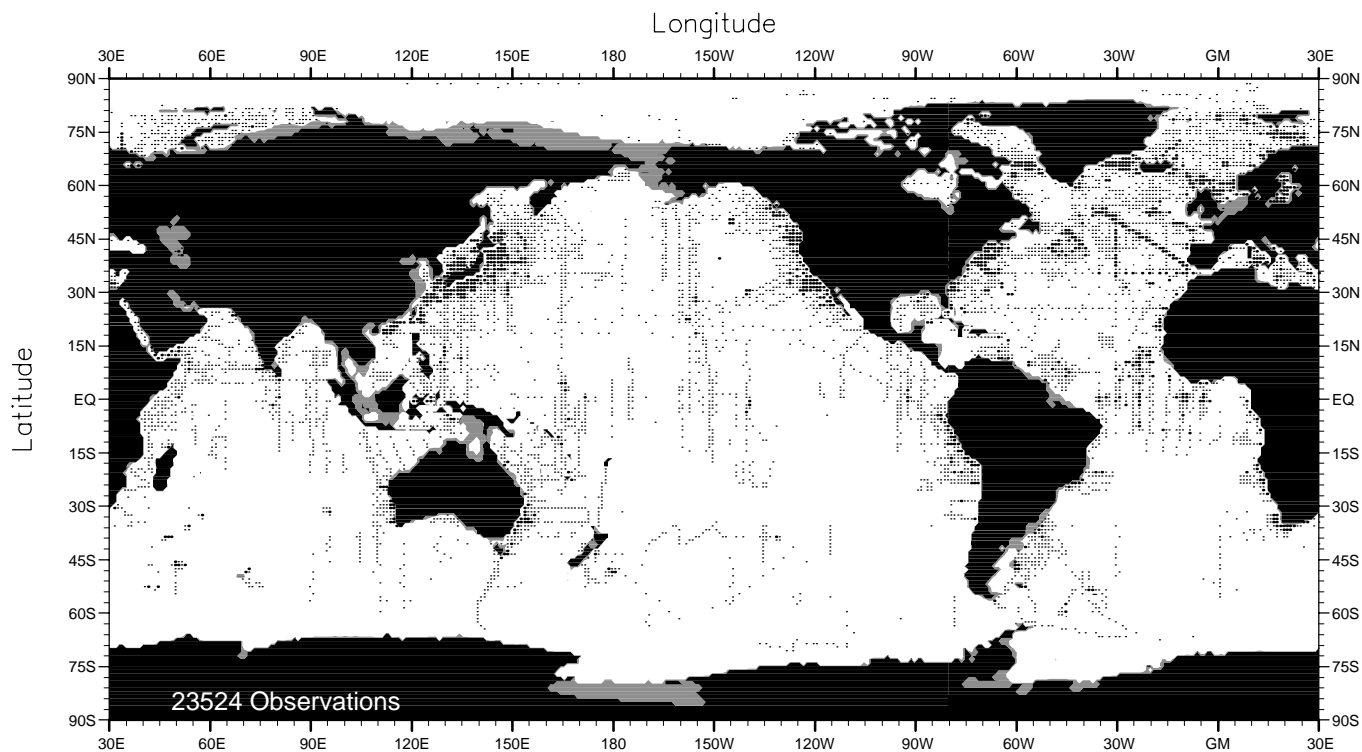 Longitude
30E 60E 90E 120E 150E 180 150W 120W 90W 60W 30W GM 30E
90N 90N
75N 75N
60N 60N
45N 45N
30N 30N
15N 15N
Latitude
EQ EQ
15S 15S
30S 30S
45S 45S
60S 60S
75S 75S
23524 Observations
90S 90S
30E 60E 90E 120E 150E 180 150W 120W 90W 60W 30W GM 30E